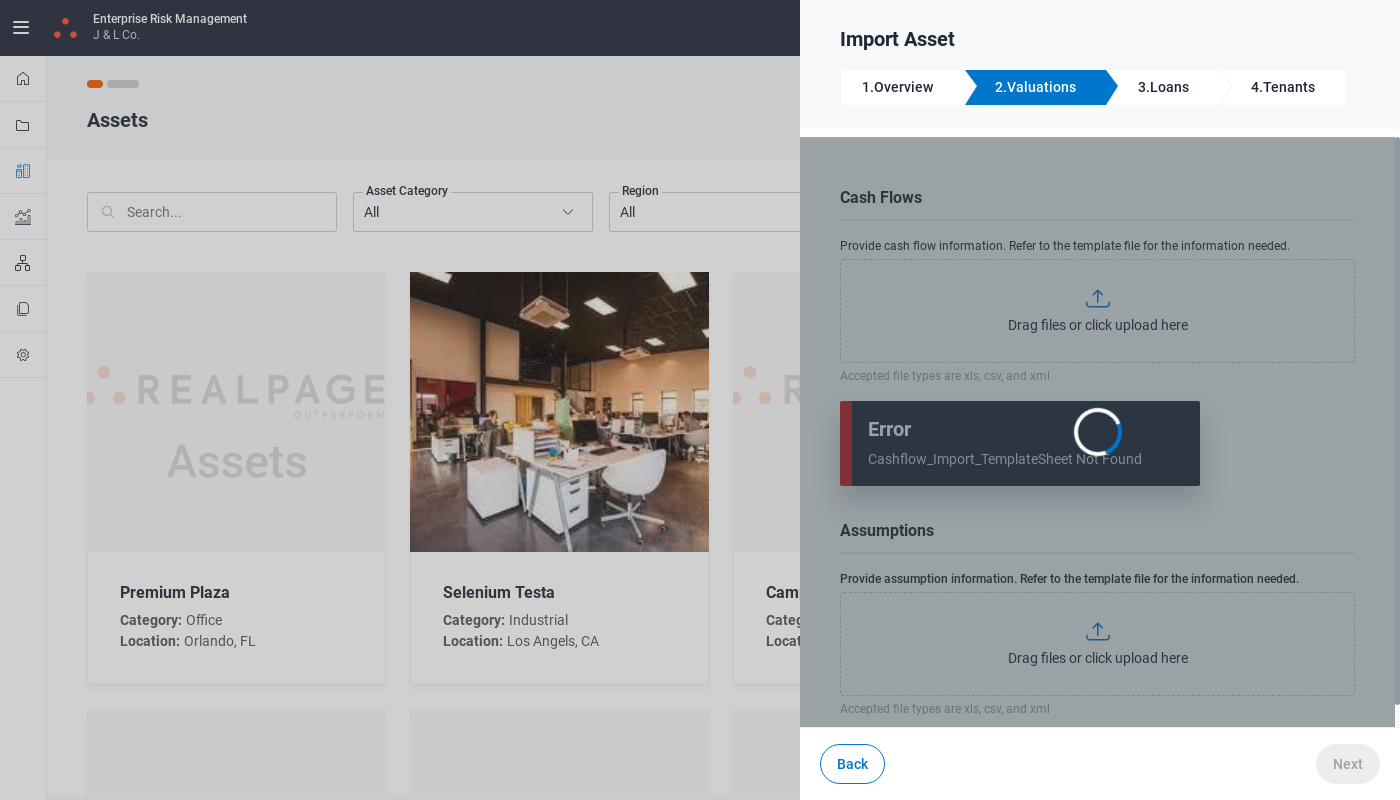 Enterprise Risk Management
J & L Co.
Assets
Search...
Asset Category
All
Region
All
REALPAGE
OUTPERFORM
Assets
Premium Plaza
Category: Office
Location: Orlando, FL
Selenium Testa
Category: Industrial
Location: Los Angels, CA
Import Asset
1.Overview
2.Valuations
3.Loans
4.Tenants
Cash Flows
Provide cash flow information. Refer to the template file for the information needed.
Drag files or click upload here
Accepted file types are xls, csv, and xml
Error
Cashflow_Import_TemplateSheet Not Found
Assumptions
Provide assumption information. Refer to the template file for the information needed.
Drag files or click upload here
Accepted file types are xls, csv, and xml
Back
Next